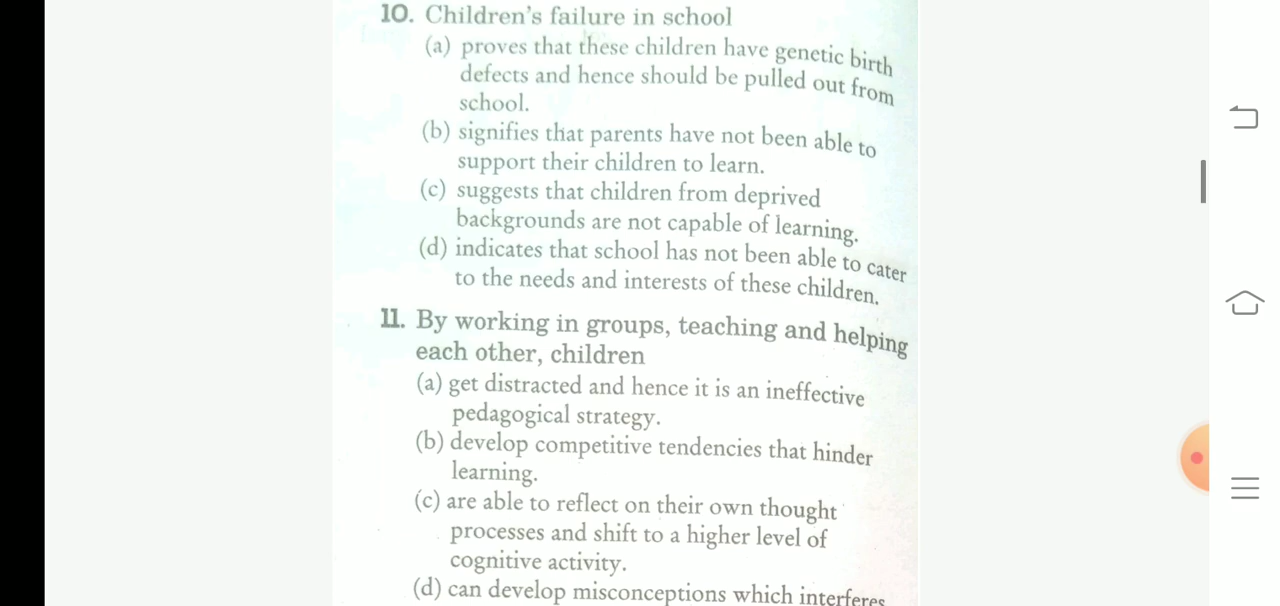 10. Children's failure in school
(a) proves that these children have genetic birth
defects and hence should be pulled out from
school.
(b) signifies that parents have not been able to
support their children to learn.
(c) suggests that children from deprived
backgrounds are not capable of learning.
(d) indicates that school has not been able to cater
to the needs and interests of these children.
11. By working in groups, teaching and helping
each other, children
(a) get distracted and hence it is an ineffective
pedagogical strategy.
(b) develop competitive tendencies that hinder
learning.
(c) are able to reflect on their own thought
processes and shift to a higher level of
cognitive activity.
(d) can develop misconceptions which interferes